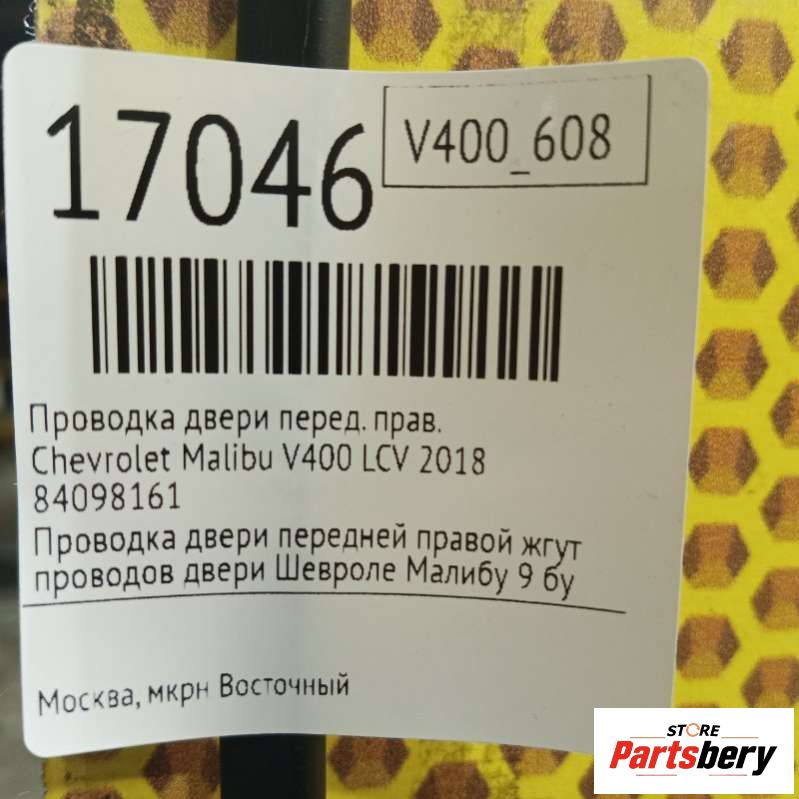 17046
V400_608
Проводка двери перед. прав.
Chevrolet Malibu V400 LCV 2018
84098161
Проводка двери передней правой жгут
проводов двери Шевроле Малибу 9 бу
Москва, мкрн Восточный
STORE
Partsbery